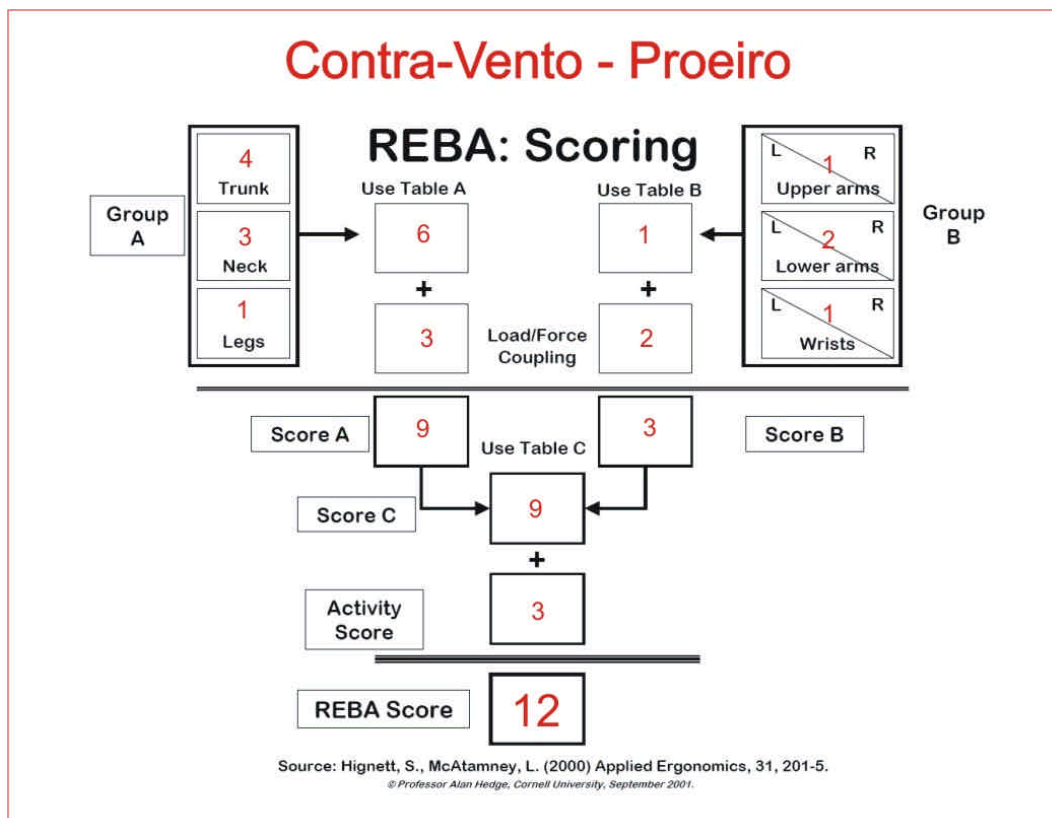 Contra-Vento - Proeiro
REBA: Scoring
Group
A
4
Trunk
3
Neck
1
Legs
Use Table A
6
+
3
Load/Force
Coupling
Use Table B
1
+
2
L 1 R
Upper arms
L 2 R
Lower arms
L 1 R
Wrists
Group
B
Score A
9
Use Table C
3
Score B
Score C
9
+
Activity
Score
3
REBA Score
12
Source: Hignett, S., McAtamney, L. (2000) Applied Ergonomics, 31, 201-5.
© Professor Alan Hedge, Cornell University, September 2001.